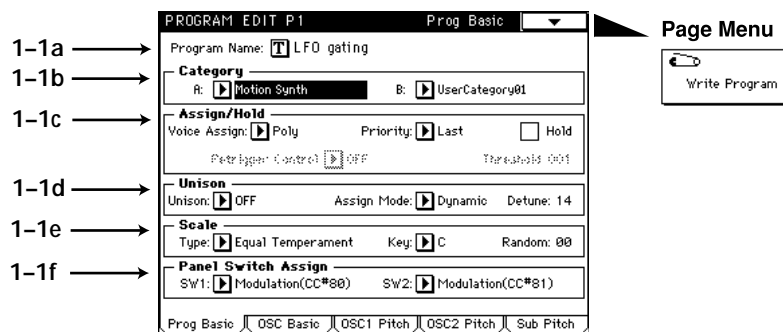 PROGRAM EDIT P1 Prog Basic
Page Menu
Write Program
1–1a
Program Name: T LFO gating
1–1b
Category
A: Motion Synth B: UserCategory01
1–1c
Assign/Hold
Voice Assign: Poly Priority: Last Hold
Retrigger Control OFF Threshold 001
1–1d
Unison
Unison: OFF Assign Mode: Dynamic Detune: 14
1–1e
Scale
Type: Equal Temperament Key: C Random: 00
1–1f
Panel Switch Assign
SW1: Modulation(CC#80) SW2: Modulation(CC#81)
Prog Basic OSC Basic OSC1 Pitch OSC2 Pitch Sub Pitch